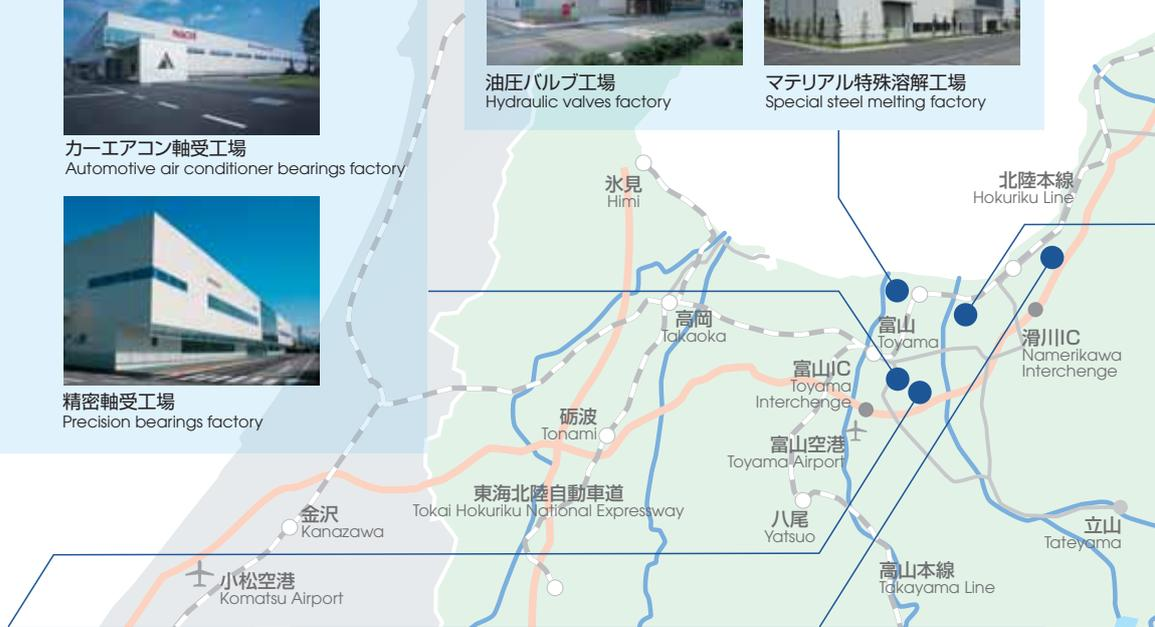 NACHI
カーエアコン軸受工場
Automotive air conditioner bearings factory
油圧バルブ工場
Hydraulic valves factory
マテリアル特殊溶解工場
Special steel melting factory
精密軸受工場
Precision bearings factory
氷見
Himi
北陸本線
Hokuriku Line
高岡
Takaoka
富山
Toyama
滑川IC
Namerikawa
Interchange
富山IC
Toyama
Interchange
砺波
Tonami
富山空港
Toyama Airport
東海北陸自動車道
Tokai Hokuriku National Expressway
金沢
Kanazawa
八尾
Yatsuo
立山
Tateyama
小松空港
Komatsu Airport
高山本線
Takayama Line